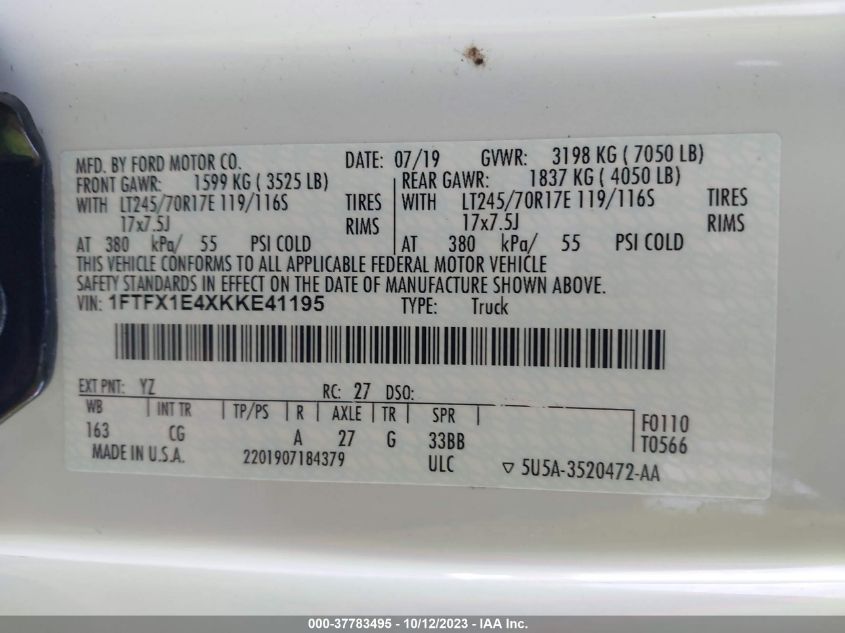 MFD. BY FORD MOTOR CO. DATE: 07/19 GVWR: 3198 KG ( 7050 LB)
FRONT GAWR: 1599 KG ( 3525 LB) REAR GAWR: 1837 KG ( 4050 LB)
WITH LT245/70R17E 119/116S TIRES WITH LT245/70R17E 119/116S TIRES
17x7.5J RIMS 17x7.5J RIMS
AT 380 kPa/ 55 PSI COLD AT 380 kPa/ 55 PSI COLD
THIS VEHICLE CONFORMS TO ALL APPLICABLE FEDERAL MOTOR VEHICLE
SAFETY STANDARDS IN EFFECT ON THE DATE OF MANUFACTURE SHOWN ABOVE.
VIN: 1FTFX1E4XKKE41195 TYPE: Truck
EXT PNT: YZ RC: 27 DSO:
WB INT TR TP/PS R AXLE TR SPR F0110
163 CG A 27 G 33BB T0566
MADE IN U.S.A. 2201907184379 ULC ▽ 5U5A-3520472-AA
000-37783495 - 10/12/2023 - IAA Inc.